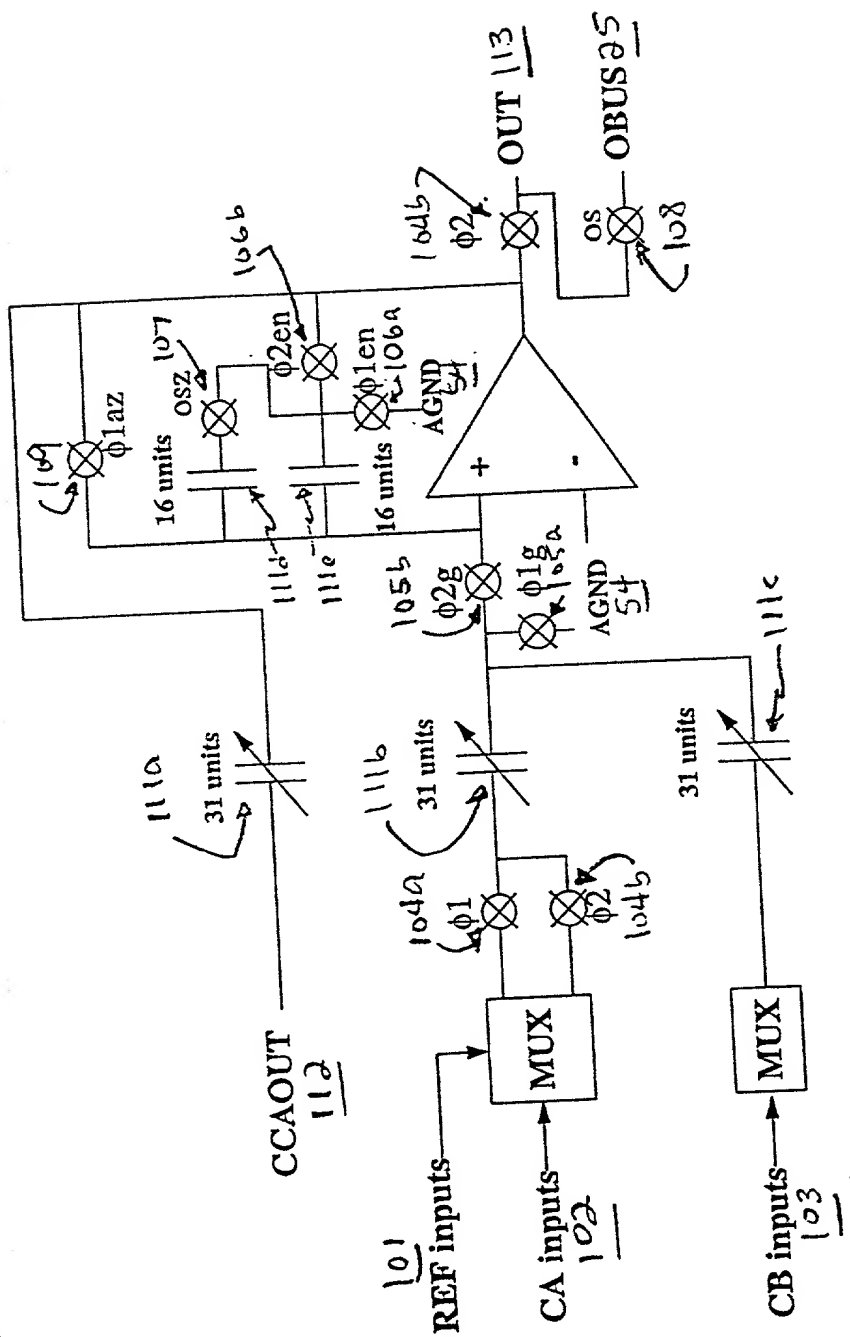 109
φ1az
107
osz
106b
φ2en
16 units
φ1en
106a
AGND
54
111d
111e
16 units
104b
φ2
OUT 113
os
OBUS 25
108
111a
31 units
CCAOUT
112
105b
φ2g
φ1g
105a
AGND
54
+
-
111b
31 units
104a
φ1
φ2
104b
31 units
111c
101
REF inputs
MUX
CA inputs
102
MUX
CB inputs
103